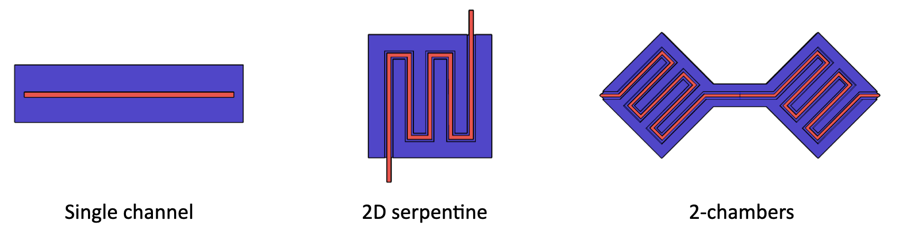 Single channel
2D serpentine
2-chambers